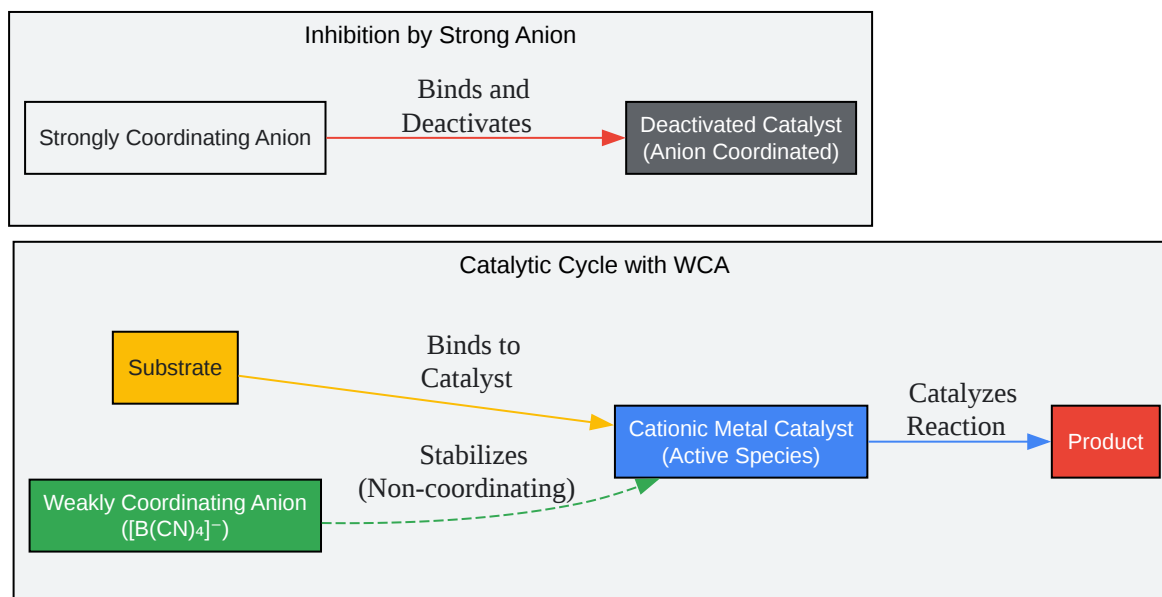 Inhibition by Strong Anion
Strongly Coordinating Anion
Binds and
Deactivates
Deactivated Catalyst
(Anion Coordinated)
Catalytic Cycle with WCA
Substrate
Binds to
Catalyst
Weakly Coordinating Anion
([B(CN)₄]⁻)
Stabilizes
(Non-coordinating)
Cationic Metal Catalyst
(Active Species)
Catalyzes
Reaction
Product